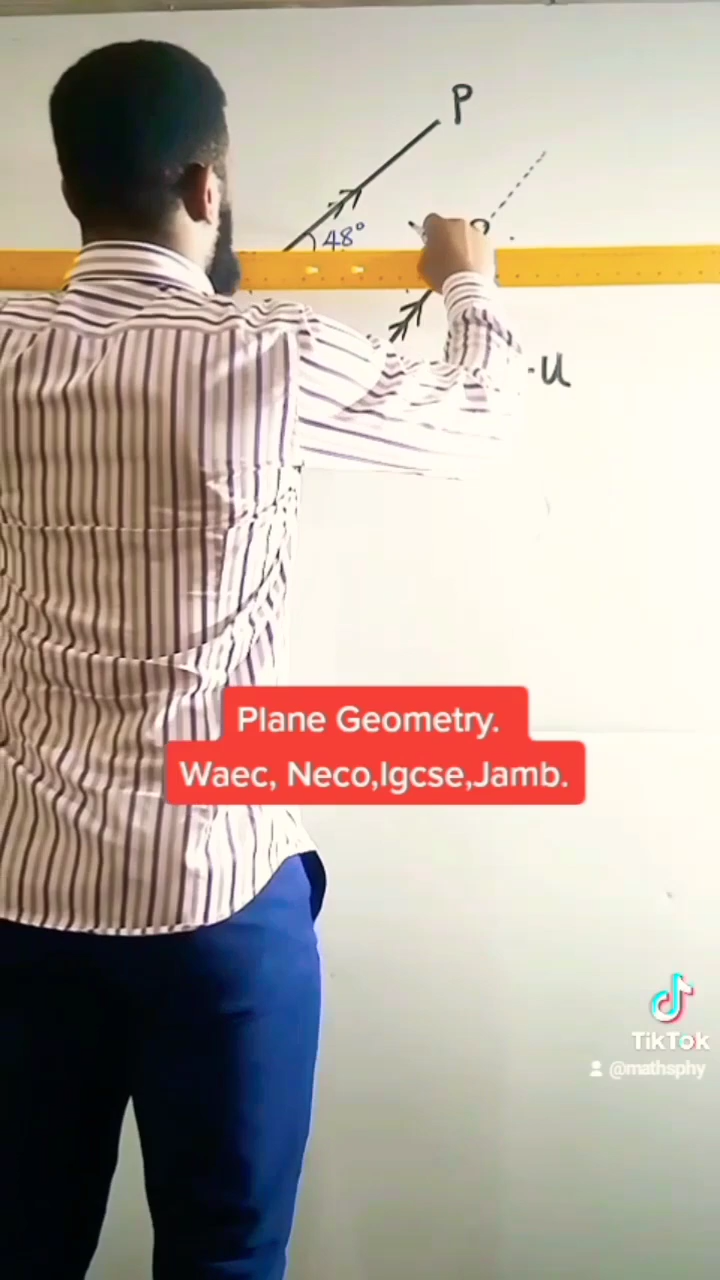 P
48°
U
Plane Geometry.
Waec, Neco,Igcse,Jamb.
TikTok
@mathsphy